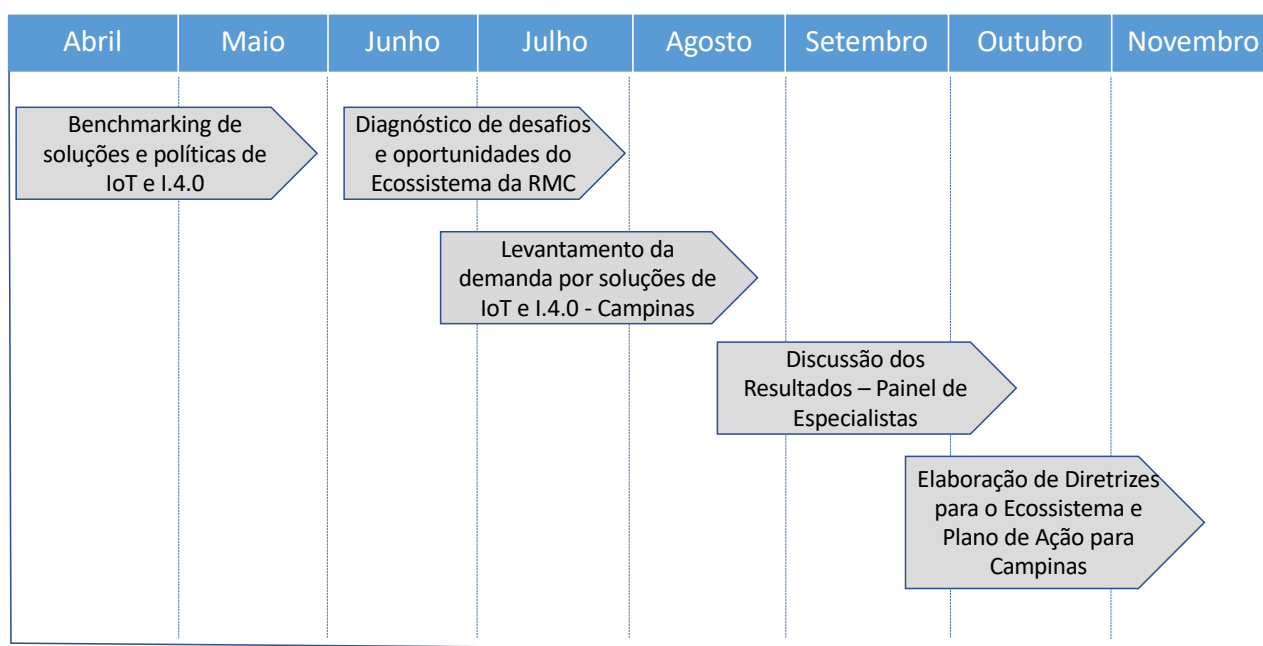 Abril Maio Junho Julho Agosto Setembro Outubro Novembro
Benchmarking de
soluções e políticas de
IoT e I.4.0
Diagnóstico de desafios
e oportunidades do
Ecossistema da RMC
Levantamento da
demanda por soluções de
IoT e I.4.0 - Campinas
Discussão dos
Resultados – Painel de
Especialistas
Elaboração de Diretrizes
para o Ecossistema e
Plano de Ação para
Campinas